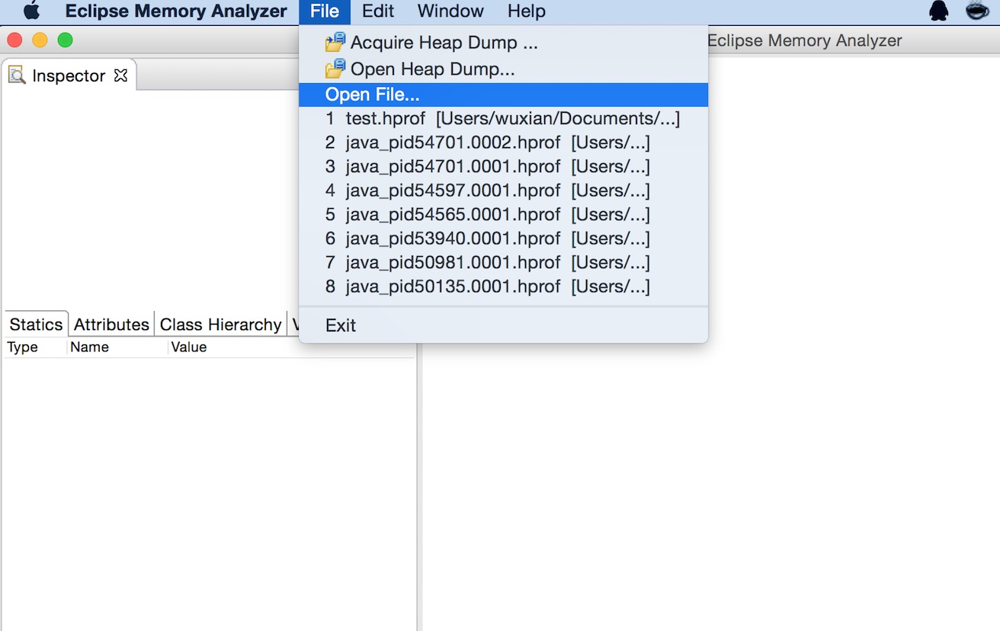 Eclipse Memory Analyzer File Edit Window Help
Eclipse Memory Analyzer
Inspector
Acquire Heap Dump ...
Open Heap Dump...
Open File...
1 test.hprof [Users/wuxian/Documents/...]
2 java_pid54701.0002.hprof [Users/...]
3 java_pid54701.0001.hprof [Users/...]
4 java_pid54597.0001.hprof [Users/...]
5 java_pid54565.0001.hprof [Users/...]
6 java_pid53940.0001.hprof [Users/...]
7 java_pid50981.0001.hprof [Users/...]
8 java_pid50135.0001.hprof [Users/...]
Exit
Statics Attributes Class Hierarchy
Type Name Value